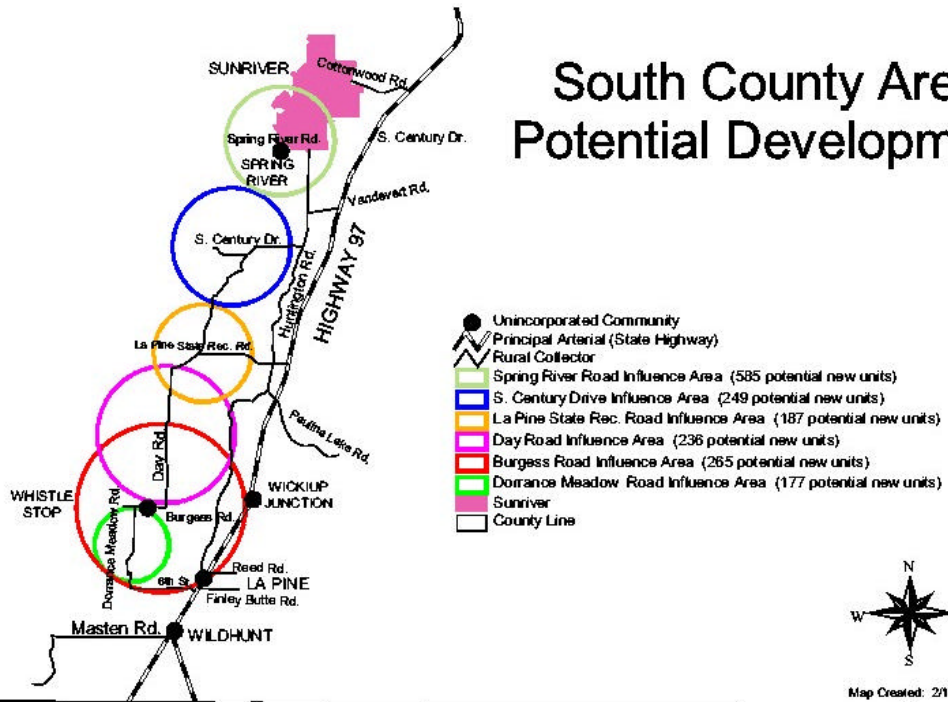 South County Are
Potential Developm
SUNRIVER
Cottonwood Rd.
Spring River Rd.
S. Century Dr.
SPRING
RIVER
Vandevert Rd.
S. Century Dr.
Huntington Rd.
HIGHWAY 97
La Pine State Rec. Rd.
Paulina Lake Rd.
Day Rd.
WHISTLE
STOP
WICKIUP
JUNCTION
Burgess Rd.
Dorrance Meadow Rd.
Reed Rd.
6th St.
LA PINE
Finley Butte Rd.
Masten Rd.
WILDHUNT
Unincorporated Community
Principal Arterial (State Highway)
Rural Collector
Spring River Road Influence Area (585 potential new units)
S. Century Drive Influence Area (249 potential new units)
La Pine State Rec. Road Influence Area (187 potential new units)
Day Road Influence Area (236 potential new units)
Burgess Road Influence Area (265 potential new units)
Dorrance Meadow Road Influence Area (177 potential new units)
Sunriver
County Line
N
W
S
Map Created: 2/1